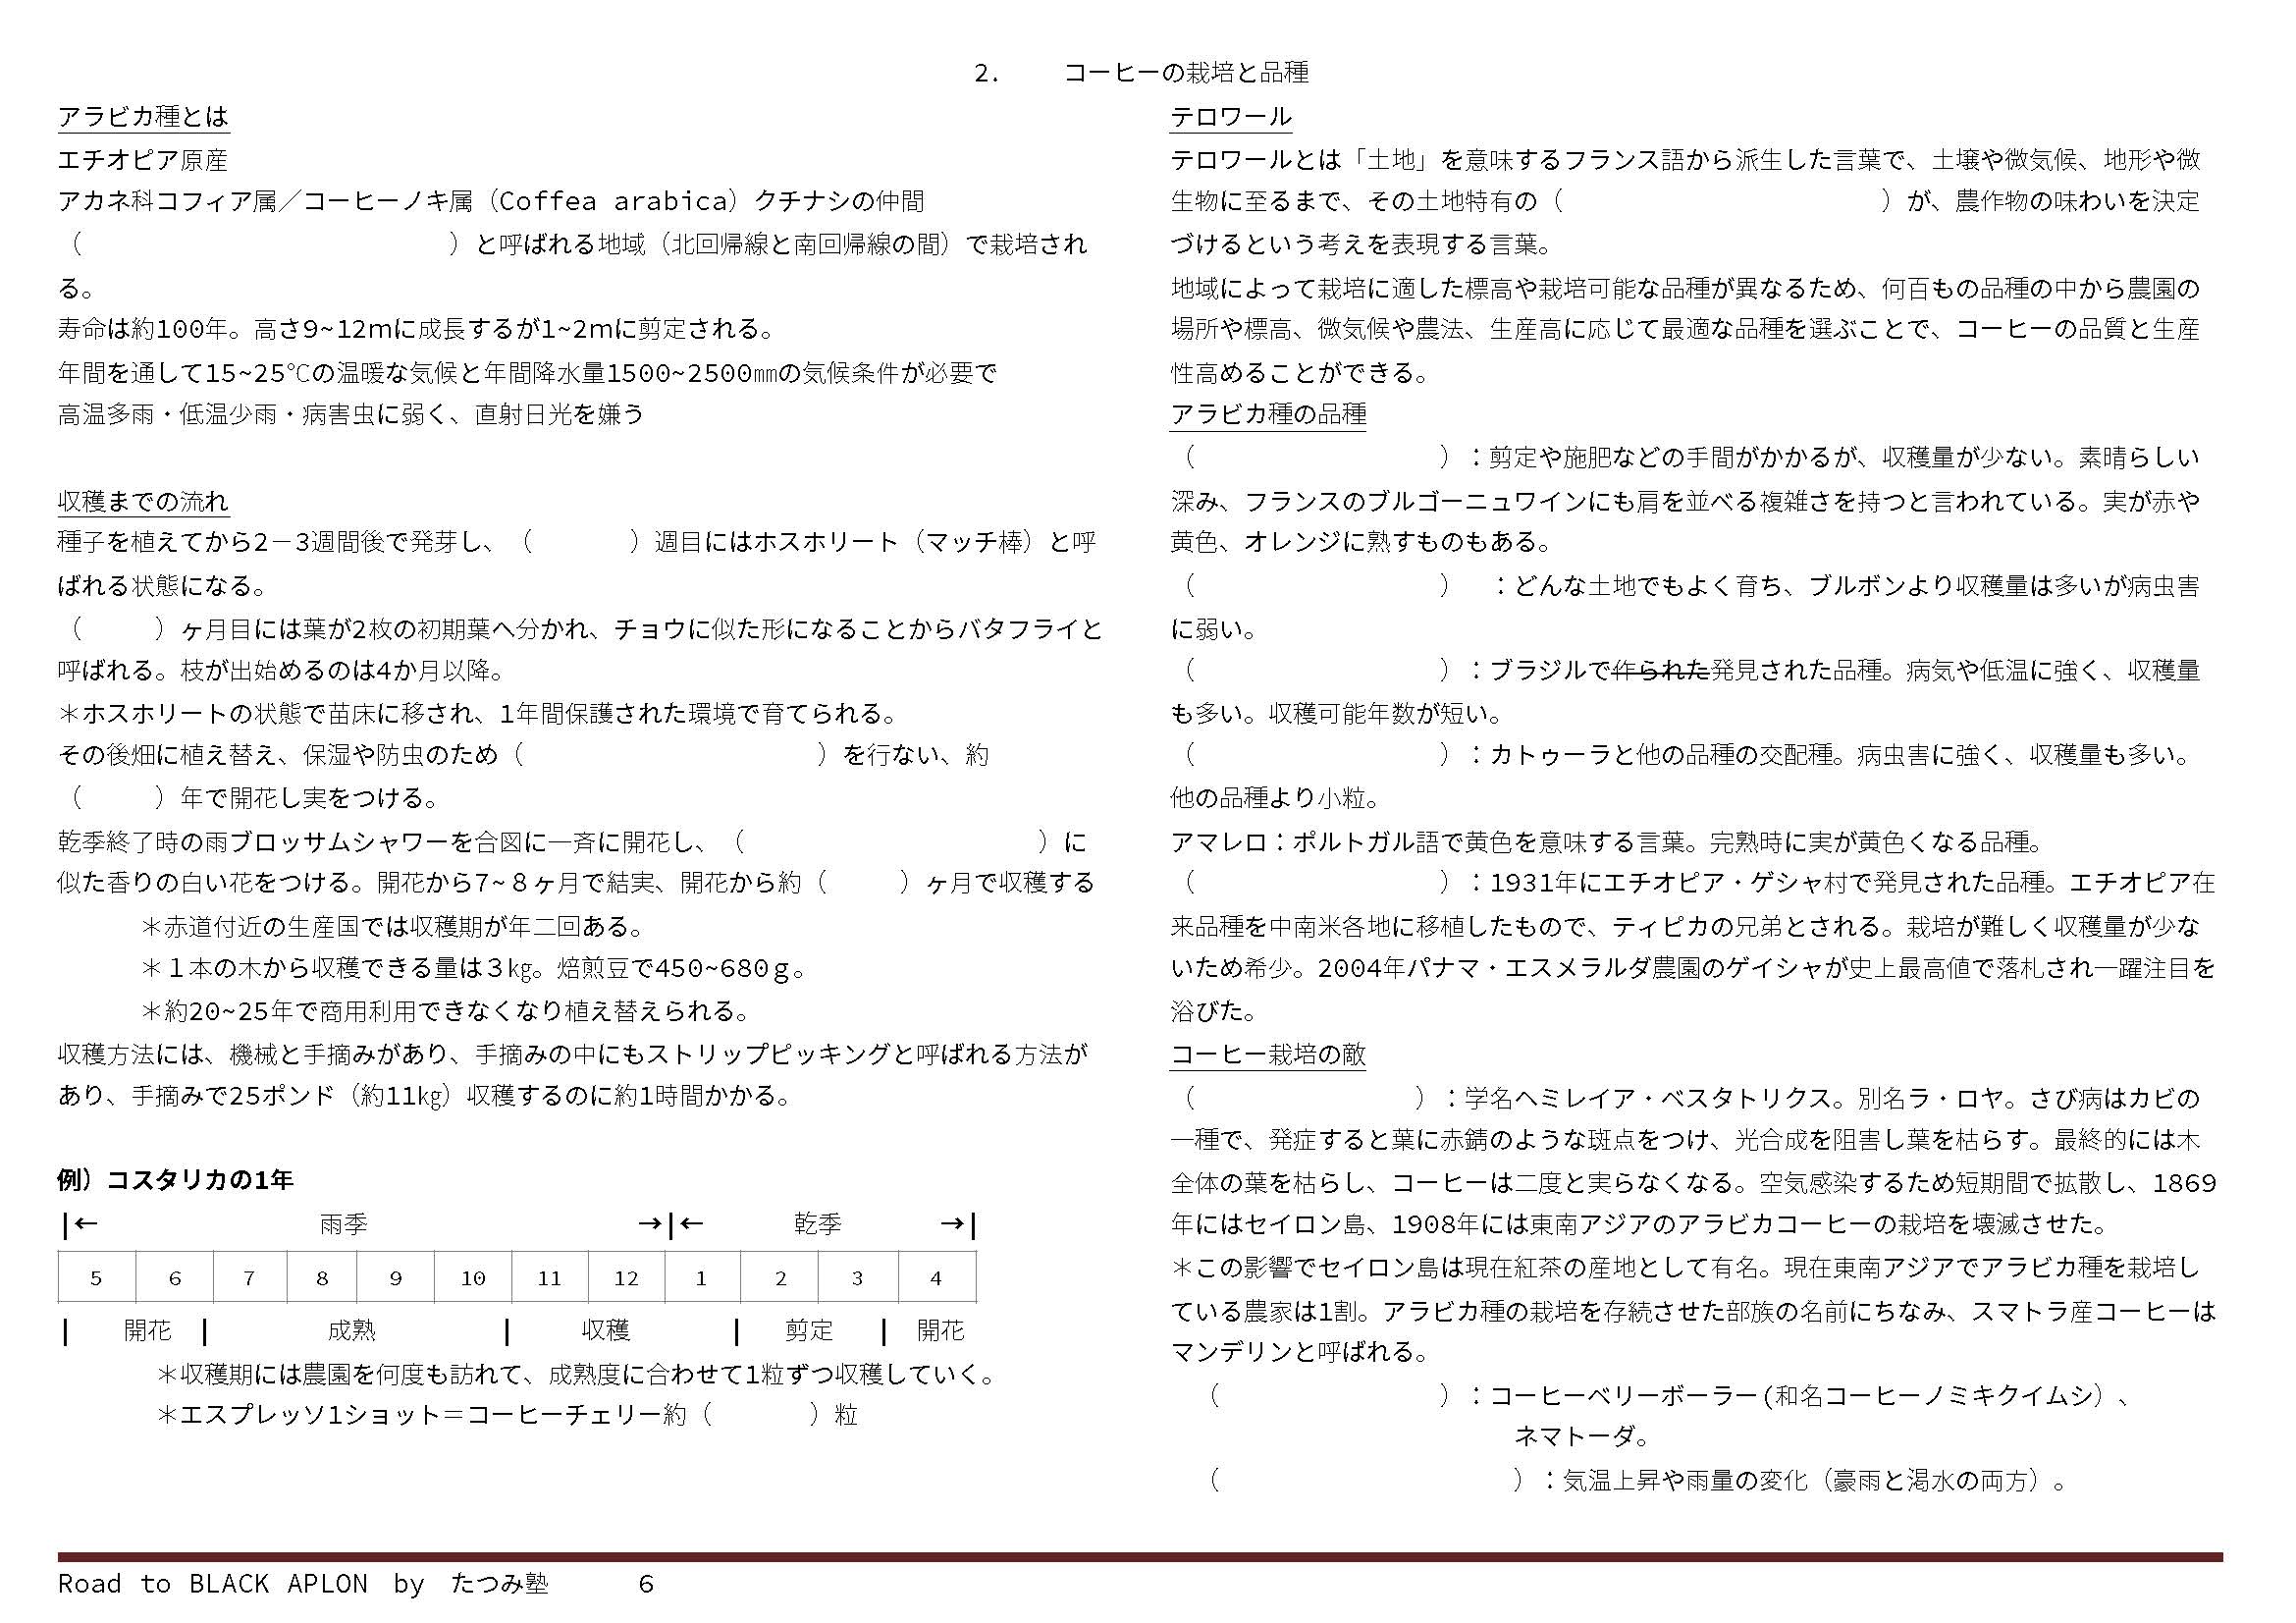 2.　　コーヒーの栽培と品種
アラビカ種とは
エチオピア原産
アカネ科コフィア属／コーヒーノキ属（Coffea arabica）クチナシの仲間
（　　　　　　　　　　　　　　　）と呼ばれる地域（北回帰線と南回帰線の間）で栽培され
る。
寿命は約100年。高さ9~12mに成長するが1~2mに剪定される。
年間を通して15~25℃の温暖な気候と年間降水量1500~2500㎜の気候条件が必要で
高温多雨・低温少雨・病害虫に弱く、直射日光を嫌う
収穫までの流れ
種子を植えてから2－3週間後で発芽し、（　　　　）週目にはホスホリート（マッチ棒）と呼
ばれる状態になる。
（　　　）ヶ月目には葉が2枚の初期葉へ分かれ、チョウに似た形になることからバタフライと
呼ばれる。枝が出始めるのは4か月以降。
＊ホスホリートの状態で苗床に移され、1年間保護された環境で育てられる。
その後畑に植え替え、保湿や防虫のため（　　　　　　　　　　　　）を行ない、約
（　　　）年で開花し実をつける。
乾季終了時の雨ブロッサムシャワーを合図に一斉に開花し、（　　　　　　　　　　　　）に
似た香りの白い花をつける。開花から7~８ヶ月で結実、開花から約（　　　）ヶ月で収穫する
＊赤道付近の生産国では収穫期が年二回ある。
＊１本の木から収穫できる量は３㎏。焙煎豆で450~680ｇ。
＊約20~25年で商用利用できなくなり植え替えられる。
収穫方法には、機械と手摘みがあり、手摘みの中にもストリップピッキングと呼ばれる方法が
あり、手摘みで25ポンド（約11㎏）収穫するのに約1時間かかる。
例）コスタリカの1年
|←　雨季　→|←　乾季　→|
5 6 7 8 9 10 11 12 1 2 3 4
|　開花　|　成熟　|　収穫　|　剪定　|　開花
＊収穫期には農園を何度も訪れて、成熟度に合わせて1粒ずつ収穫していく。
＊エスプレッソ1ショット＝コーヒーチェリー約（　　　　）粒
テロワール
テロワールとは「土地」を意味するフランス語から派生した言葉で、土壌や微気候、地形や微
生物に至るまで、その土地特有の（　　　　　　　　　　　　　）が、農作物の味わいを決定
づけるという考えを表現する言葉。
地域によって栽培に適した標高や栽培可能な品種が異なるため、何百もの品種の中から農園の
場所や標高、微気候や農法、生産高に応じて最適な品種を選ぶことで、コーヒーの品質と生産
性高めることができる。
アラビカ種の品種
（　　　　　　　　　　）：剪定や施肥などの手間がかかるが、収穫量が少ない。素晴らしい
深み、フランスのブルゴーニュワインにも肩を並べる複雑さを持つと言われている。実が赤や
黄色、オレンジに熟すものもある。
（　　　　　　　　　　）　：どんな土地でもよく育ち、ブルボンより収穫量は多いが病虫害
に弱い。
（　　　　　　　　　　）：ブラジルで作られた発見された品種。病気や低温に強く、収穫量
も多い。収穫可能年数が短い。
（　　　　　　　　　　）：カトゥーラと他の品種の交配種。病虫害に強く、収穫量も多い。
他の品種より小粒。
アマレロ：ポルトガル語で黄色を意味する言葉。完熟時に実が黄色くなる品種。
（　　　　　　　　　　）：1931年にエチオピア・ゲシャ村で発見された品種。エチオピア在
来品種を中南米各地に移植したもので、ティピカの兄弟とされる。栽培が難しく収穫量が少な
いため希少。2004年パナマ・エスメラルダ農園のゲイシャが史上最高値で落札され一躍注目を
浴びた。
コーヒー栽培の敵
（　　　　　　　　　）：学名ヘミレイア・ベスタトリクス。別名ラ・ロヤ。さび病はカビの
一種で、発症すると葉に赤錆のような斑点をつけ、光合成を阻害し葉を枯らす。最終的には木
全体の葉を枯らし、コーヒーは二度と実らなくなる。空気感染するため短期間で拡散し、1869
年にはセイロン島、1908年には東南アジアのアラビカコーヒーの栽培を壊滅させた。
＊この影響でセイロン島は現在紅茶の産地として有名。現在東南アジアでアラビカ種を栽培し
ている農家は1割。アラビカ種の栽培を存続させた部族の名前にちなみ、スマトラ産コーヒーは
マンデリンと呼ばれる。
（　　　　　　　　　）：コーヒーベリーボーラー(和名コーヒーノミキクイムシ）、
ネマトーダ。
（　　　　　　　　　　　　）：気温上昇や雨量の変化（豪雨と渇水の両方）。
Road to BLACK APLON　by　たつみ塾　　　6